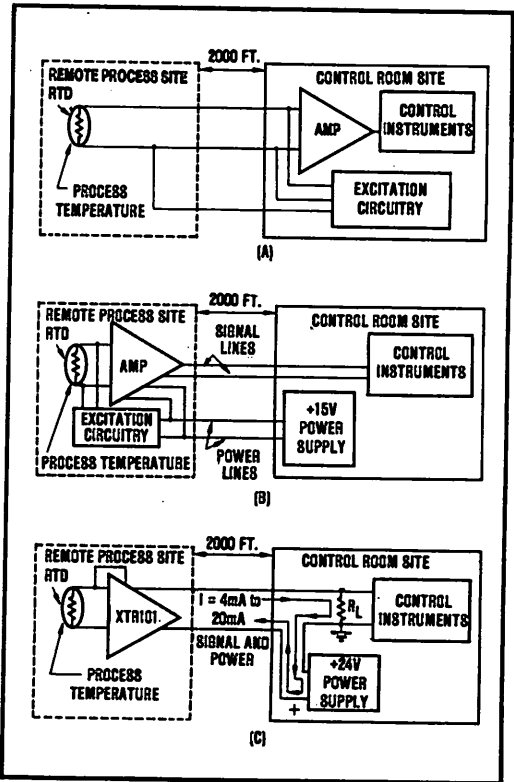 2000 FT.
REMOTE PROCESS SITE
RTD
PROCESS
TEMPERATURE
CONTROL ROOM SITE
AMP
CONTROL
INSTRUMENTS
EXCITATION
CIRCUITRY
(A)
2000 FT.
REMOTE PROCESS SITE
RTD
AMP
EXCITATION
CIRCUITRY
PROCESS TEMPERATURE
SIGNAL
LINES
POWER
LINES
CONTROL ROOM SITE
CONTROL
INSTRUMENTS
+15V
POWER
SUPPLY
(B)
2000 FT.
REMOTE PROCESS SITE
RTD
XTR101
PROCESS
TEMPERATURE
i = 4mA to
20mA
SIGNAL AND
POWER
CONTROL ROOM SITE
RL
CONTROL
INSTRUMENTS
+24V
POWER
SUPPLY
+
(C)